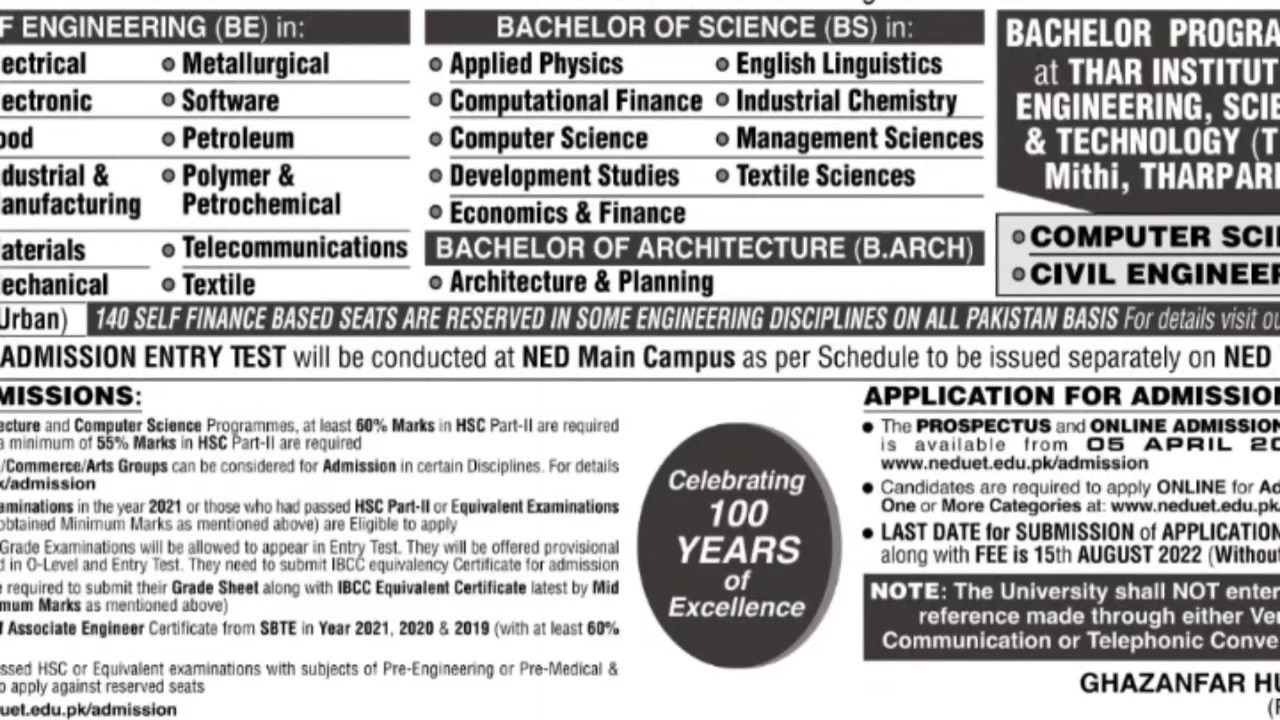 F ENGINEERING (BE) in:
ectrical
Metallurgical
ectronic
Software
ood
Petroleum
dustrial &
anufacturing
Polymer &
Petrochemical
aterials
Telecommunications
echanical
Textile
BACHELOR OF SCIENCE (BS) in:
Applied Physics
English Linguistics
Computational Finance
Industrial Chemistry
Computer Science
Management Sciences
Development Studies
Textile Sciences
Economics & Finance
BACHELOR OF ARCHITECTURE (B.ARCH)
Architecture & Planning
BACHELOR PROGRA
at THAR INSTITUT
ENGINEERING, SCIE
& TECHNOLOGY (T
Mithi, THARPAR
COMPUTER SCI
CIVIL ENGINEER
Urban) 140 SELF FINANCE BASED SEATS ARE RESERVED IN SOME ENGINEERING DISCIPLINES ON ALL PAKISTAN BASIS For details visit ou
ADMISSION ENTRY TEST will be conducted at NED Main Campus as per Schedule to be issued separately on NED
MISSIONS:
ecture and Computer Science Programmes, at least 60% Marks in HSC Part-II are required
a minimum of 55% Marks in HSC Part-II are required
/Commerce/Arts Groups can be considered for Admission in certain Disciplines. For details
x/admission
aminations in the year 2021 or those who had passed HSC Part-II or Equivalent Examinations
obtained Minimum Marks as mentioned above) are Eligible to apply
Grade Examinations will be allowed to appear in Entry Test. They will be offered provisional
d in O-Level and Entry Test. They need to submit IBCC equivalency Certificate for admission
e required to submit their Grade Sheet along with IBCC Equivalent Certificate latest by Mid
mum Marks as mentioned above)
f Associate Engineer Certificate from SBTE in Year 2021, 2020 & 2019 (with at least 60%
ssed HSC or Equivalent examinations with subjects of Pre-Engineering or Pre-Medical &
o apply against reserved seats
duet.edu.pk/admission
Celebrating
100
YEARS
of
Excellence
APPLICATION FOR ADMISSION
The PROSPECTUS and ONLINE ADMISSION
is available from 05 APRIL 20
www.neduet.edu.pk/admission
Candidates are required to apply ONLINE for Ad
One or More Categories at: www.neduet.edu.pk
LAST DATE for SUBMISSION of APPLICATION
along with FEE is 15th AUGUST 2022 (Withou
NOTE: The University shall NOT enter
reference made through either Ver
Communication or Telephonic Conve
GHAZANFAR HU